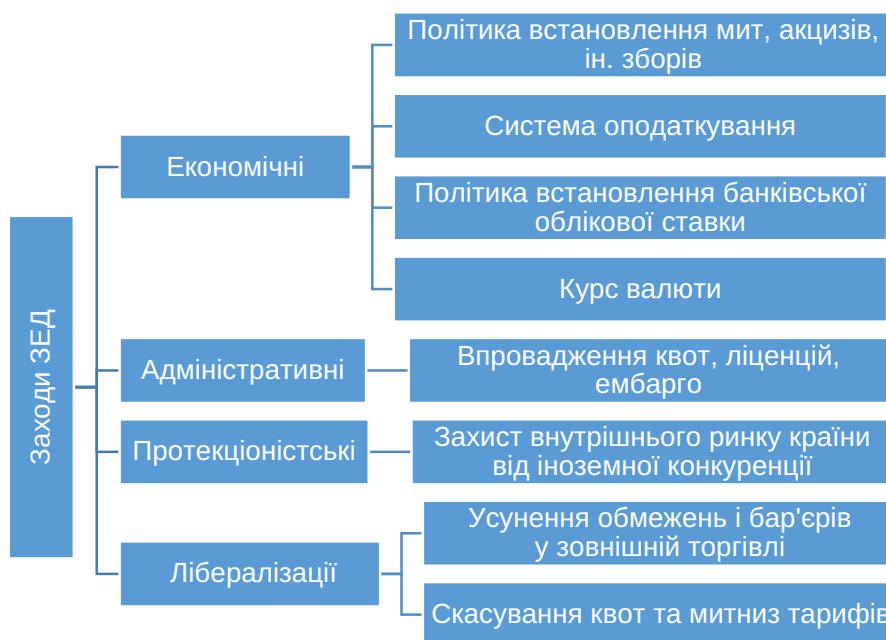 Заходи ЗЕД
Економічні
Політика встановлення мит, акцизів,
ін. зборів
Система оподаткування
Політика встановлення банківської
облікової ставки
Курс валюти
Адміністративні
Впровадження квот, ліцензій,
ембарго
Протекціоністські
Захист внутрішнього ринку країни
від іноземної конкуренції
Лібералізації
Усунення обмежень і бар'єрів
у зовнішній торгівлі
Скасування квот та митниз тарифів